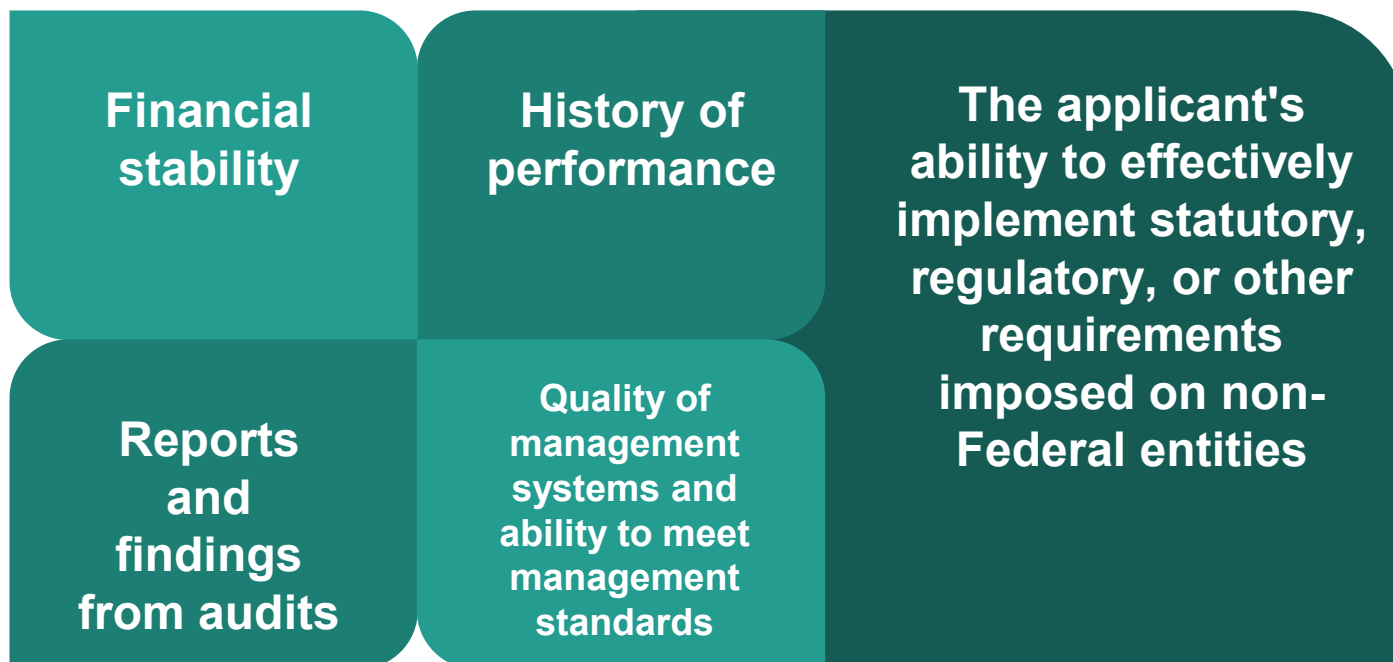 Financial
stability
History of
performance
The applicant's
ability to effectively
implement statutory,
regulatory, or other
requirements
imposed on non-
Federal entities
Reports
and
findings
from audits
Quality of
management
systems and
ability to meet
management
standards